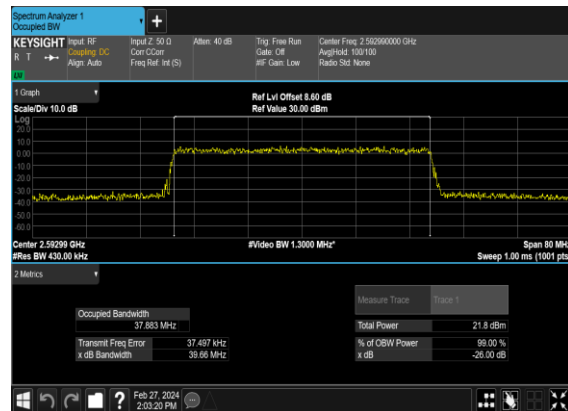 Spectrum Analyzer 1
Occupied BW
KEYSIGHT
Input: RF
Coupling: DC
Align: Auto
Input Z: 50 Ω
Corr CCorr
Freq Ref: Int (S)
Atten: 40 dB
Trig: Free Run
Gate: Off
#IF Gain: Low
Center Freq: 2.592990000 GHz
Avg|Hold: 100/100
Radio Std: None
R T
1 Graph
Scale/Div 10.0 dB
Ref Lvl Offset 8.60 dB
Ref Value 30.00 dBm
Log
20.0
10.0
0.00
-10.0
-20.0
-30.0
-40.0
-50.0
-60.0
Center 2.59299 GHz
#Res BW 430.00 kHz
#Video BW 1.3000 MHz*
Span 80 MHz
Sweep 1.00 ms (1001 pts
2 Metrics
Measure Trace Trace 1
Occupied Bandwidth
37.883 MHz
Total Power 21.8 dBm
Transmit Freq Error 37.497 kHz
% of OBW Power 99.00 %
x dB Bandwidth 39.66 MHz
x dB -26.00 dB
?
Feb 27, 2024
2:03:20 PM